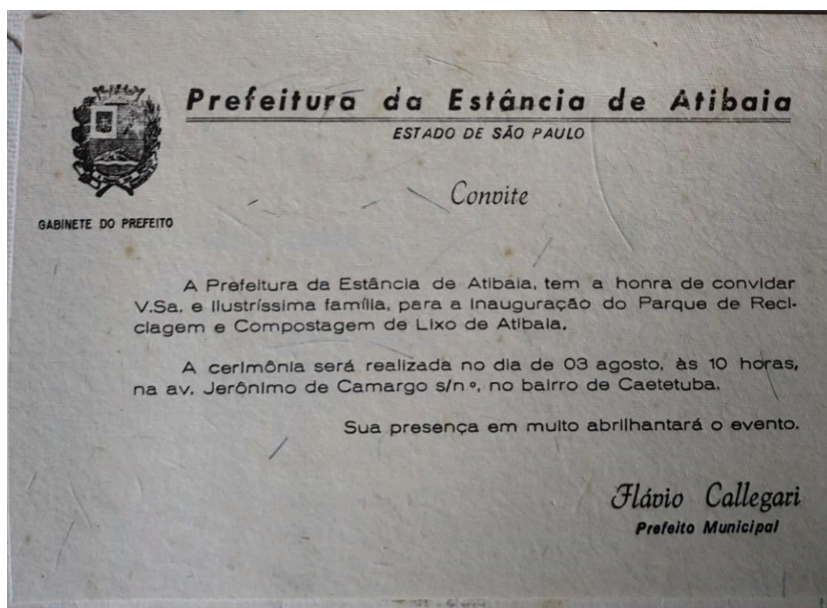 Prefeitura da Estância de Atibaia
ESTADO DE SÃO PAULO
Convite
GABINETE DO PREFEITO
A Prefeitura da Estância de Atibaia, tem a honra de convidar
V.Sa. e Ilustríssima família, para a Inauguração do Parque de Reci-
clagem e Compostagem de Lixo de Atibaia.
A cerimônia será realizada no dia de 03 agosto, às 10 horas,
na av. Jerônimo de Camargo s/nº, no bairro de Caetetuba.
Sua presença em muito abrilhantará o evento.
Flávio Callegari
Prefeito Municipal